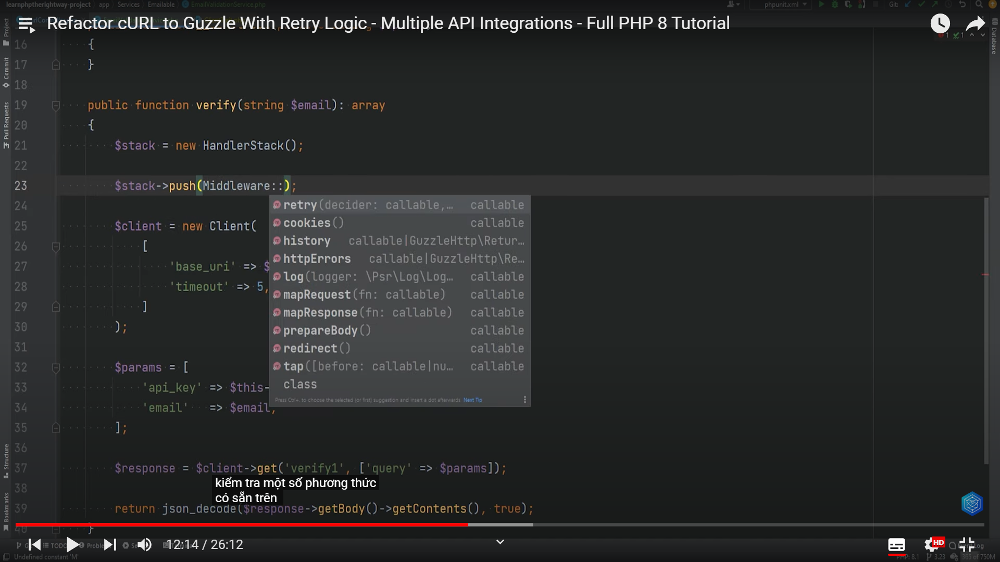 learnphptherightway-project app Services Emailable EmailValidationService.php
phpunit.xml
Git:
Refactor cURL to Guzzle With Retry Logic - Multiple API Integrations - Full PHP 8 Tutorial
Project
Commit
Pull Requests
Structure
Bookmarks
Database
1 1
16 {
17 }
18
19 public function verify(string $email): array
20 {
21 $stack = new HandlerStack();
22
23 $stack->push(Middleware::);
24
25 $client = new Client(
26 [
27 'base_uri' => $
28 'timeout' => 5,
29 ]
30 );
31
32 $params = [
33 'api_key' => $this-
34 'email' => $email,
35 ];
36
37 $response = $client->get('verify1', ['query' => $params]);
38
39 return json_decode($response->getBody()->getContents(), true);
40 }
retry(decider: callable,… callable
cookies() callable
history callable|GuzzleHttp\Retur…
httpErrors callable|GuzzleHttp\Re…
log(logger: \Psr\Log\Log… callable
mapRequest(fn: callable) callable
mapResponse(fn: callable) callable
prepareBody() callable
redirect() callable
tap([before: callable|nu… callable
class
Press Ctrl+. to choose the selected (or first) suggestion and insert a dot afterwards Next Tip
kiểm tra một số phương thức
có sẵn trên
12:14 / 26:12
HD
TODO
Event Log
Undefined constant 'M'
PHP: 8.1 3.23 365 of 750M